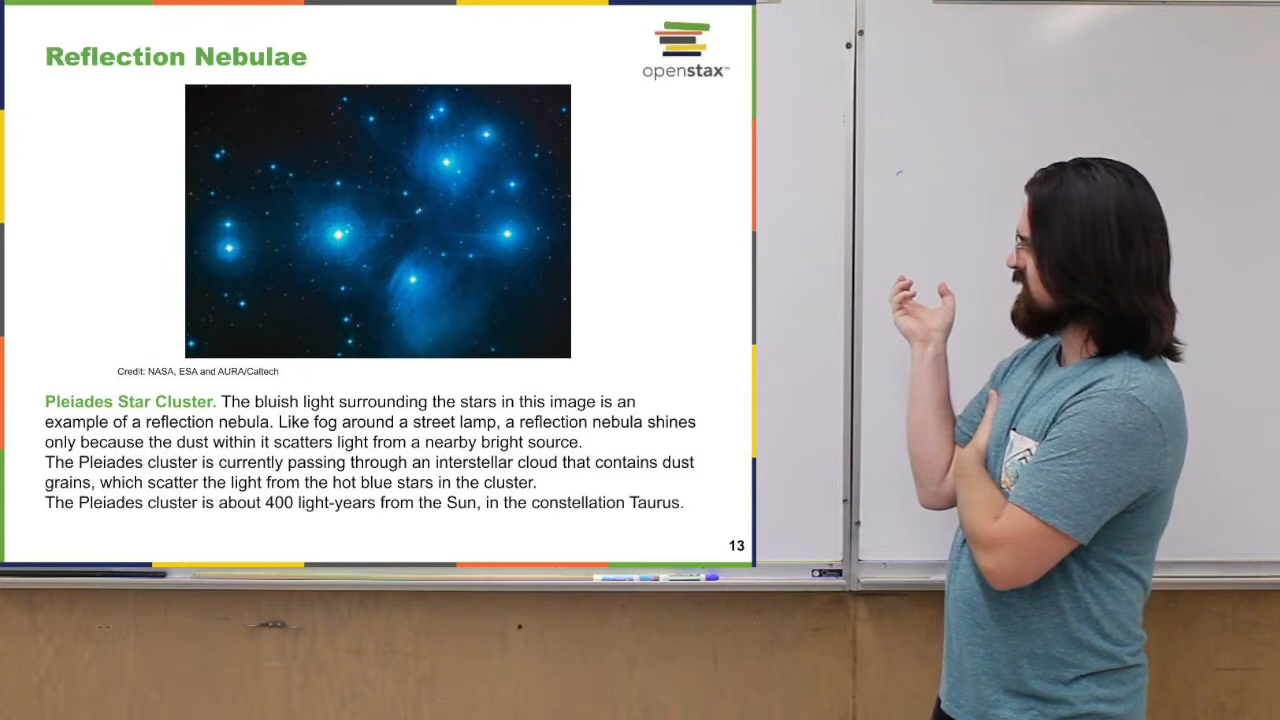 Reflection Nebulae
openstax™
Credit: NASA, ESA and AURA/Caltech
Pleiades Star Cluster. The bluish light surrounding the stars in this image is an
example of a reflection nebula. Like fog around a street lamp, a reflection nebula shines
only because the dust within it scatters light from a nearby bright source.
The Pleiades cluster is currently passing through an interstellar cloud that contains dust
grains, which scatter the light from the hot blue stars in the cluster.
The Pleiades cluster is about 400 light-years from the Sun, in the constellation Taurus.
13